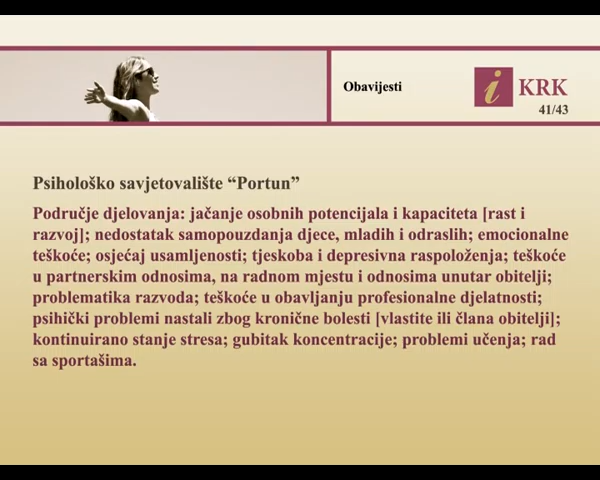 Obavijesti
i KRK
41/43
Psihološko savjetovalište “Portun”
Područje djelovanja: jačanje osobnih potencijala i kapaciteta [rast i
razvoj]; nedostatak samopouzdanja djece, mladih i odraslih; emocionalne
teškoće; osjećaj usamljenosti; tjeskoba i depresivna raspoloženja; teškoće
u partnerskim odnosima, na radnom mjestu i odnosima unutar obitelji;
problematika razvoda; teškoće u obavljanju profesionalne djelatnosti;
psihički problemi nastali zbog kronične bolesti [vlastite ili člana obitelji];
kontinuirano stanje stresa; gubitak koncentracije; problemi učenja; rad
sa sportašima.